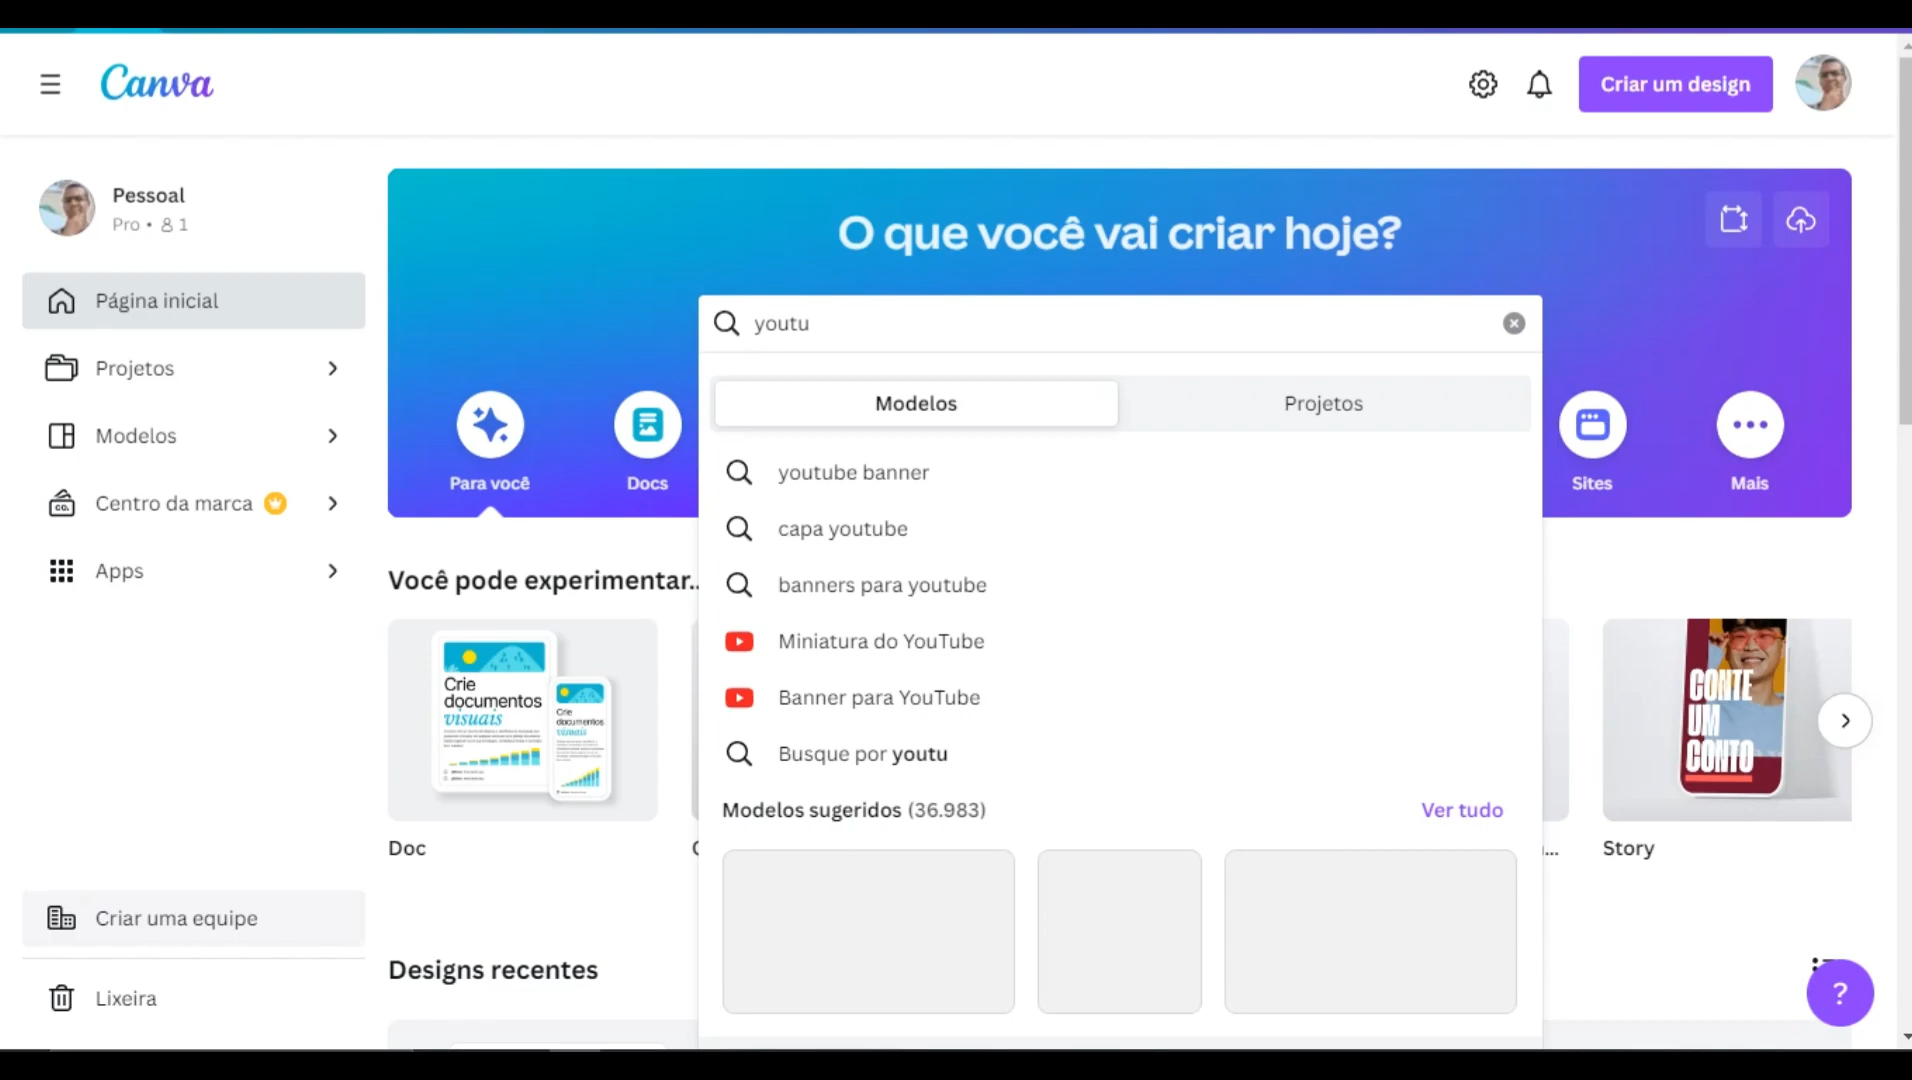 Canva
Criar um design
Pessoal
Pro • 1
Página inicial
Projetos
Modelos
Centro da marca
Apps
Criar uma equipe
Lixeira
O que você vai criar hoje?
youtu
Modelos
Projetos
youtube banner
capa youtube
banners para youtube
Miniatura do YouTube
Banner para YouTube
Busque por youtu
Modelos sugeridos (36.983)
Ver tudo
Para você
Docs
Sites
Mais
Você pode experimentar..
Crie
documentos
visuais
Crie
documentos
visuais
CONTE
UM
CONTO
Doc
...
Story
Designs recentes
?